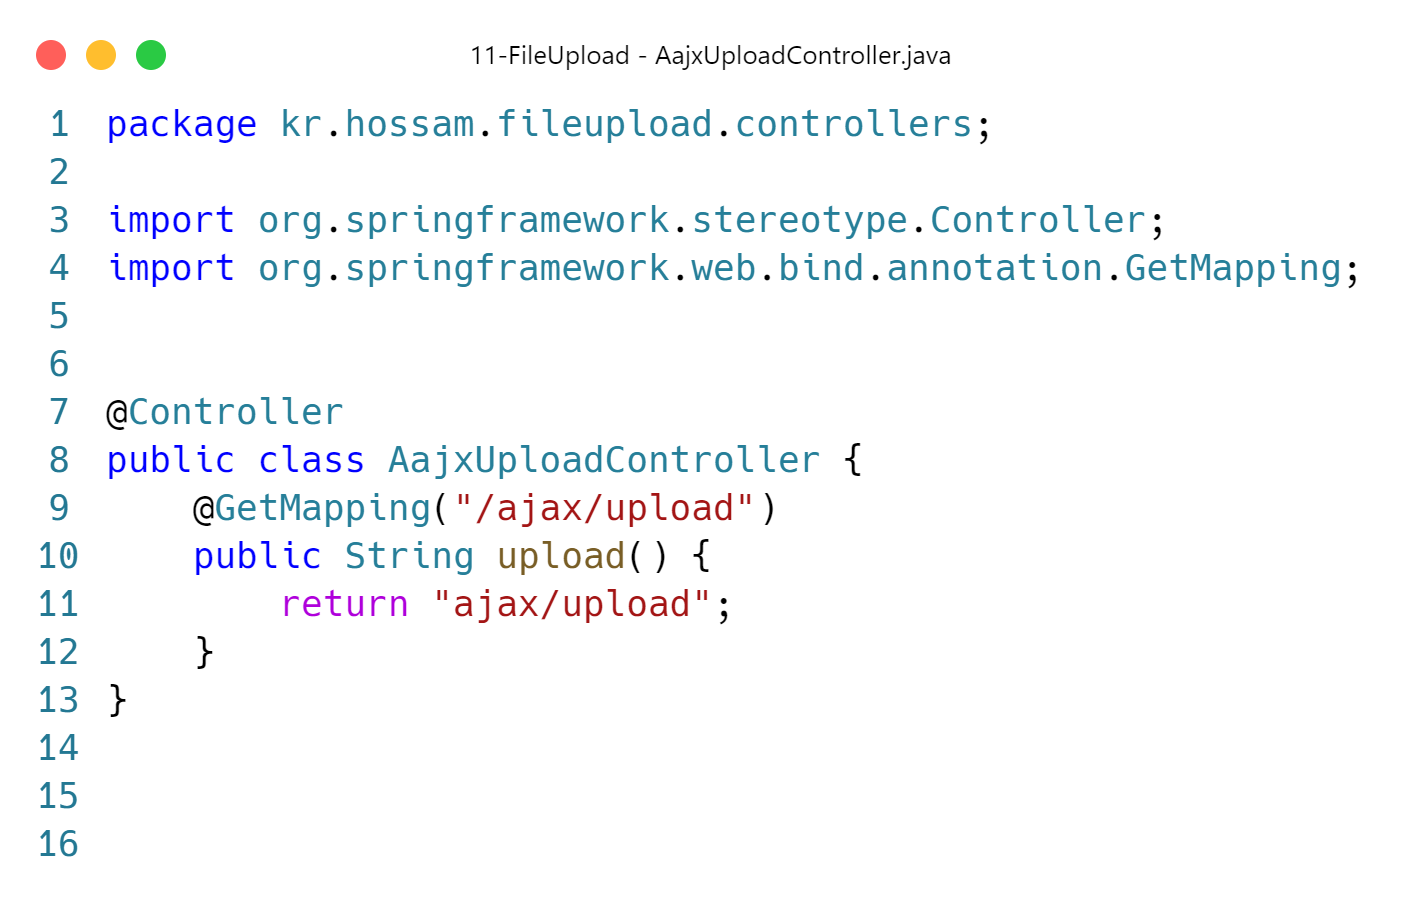 11-FileUpload - AajxUploadController.java
1 package kr.hossam.fileupload.controllers;
2
3 import org.springframework.stereotype.Controller;
4 import org.springframework.web.bind.annotation.GetMapping;
5
6
7 @Controller
8 public class AajxUploadController {
9     @GetMapping("/ajax/upload")
10     public String upload() {
11         return "ajax/upload";
12     }
13 }
14
15
16